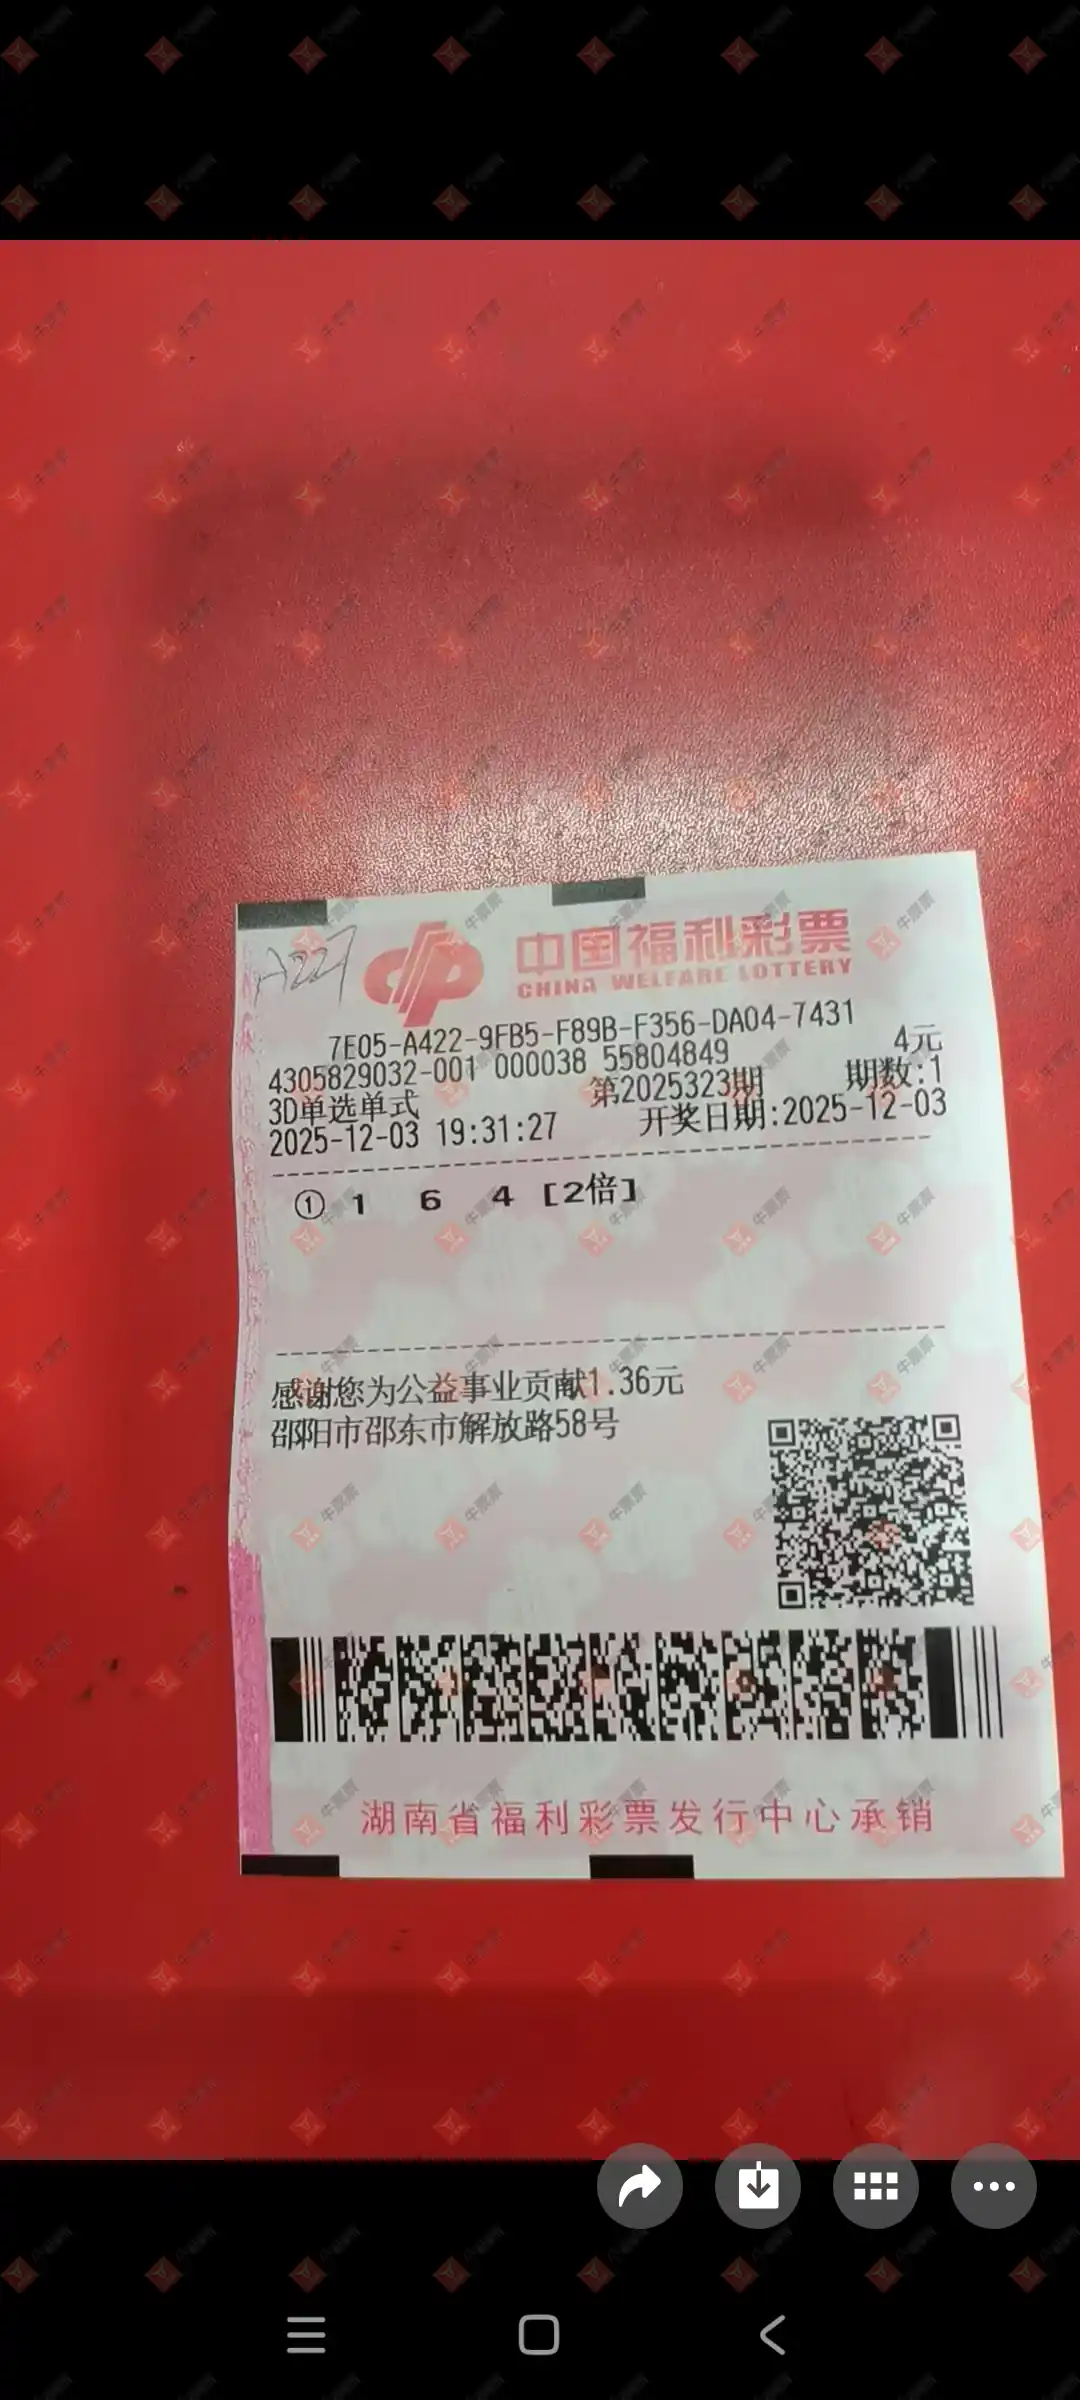 A227
中国福利彩票
CHINA WELFARE LOTTERY
7E05-A422-9FB5-F89B-F356-DA04-7431
4305829032-001 000038 55804849 4元
3D单选单式 第2025323期 期数:1
2025-12-03 19:31:27 开奖日期:2025-12-03
① 1 6 4 [2倍]
感谢您为公益事业贡献1.36元
邵阳市邵东市解放路58号
湖南省福利彩票发行中心承销
牛票票